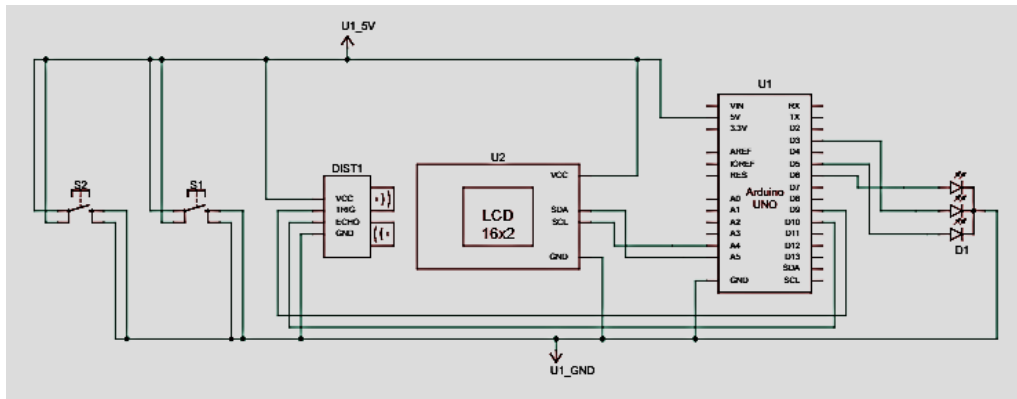 U1_5V
U1
VIN
5V
3.3V
AREF
IOREF
RES
A0
A1
A2
A3
A4
A5
GND
Arduino
UNO
RX
TX
D2
D3
D4
D5
D6
D7
D8
D9
D10
D11
D12
D13
SDA
SCL
U2
VCC
SDA
SCL
GND
LCD
16x2
DIST1
VCC
TRIG
ECHO
GND
S2
S1
D1
U1_GND